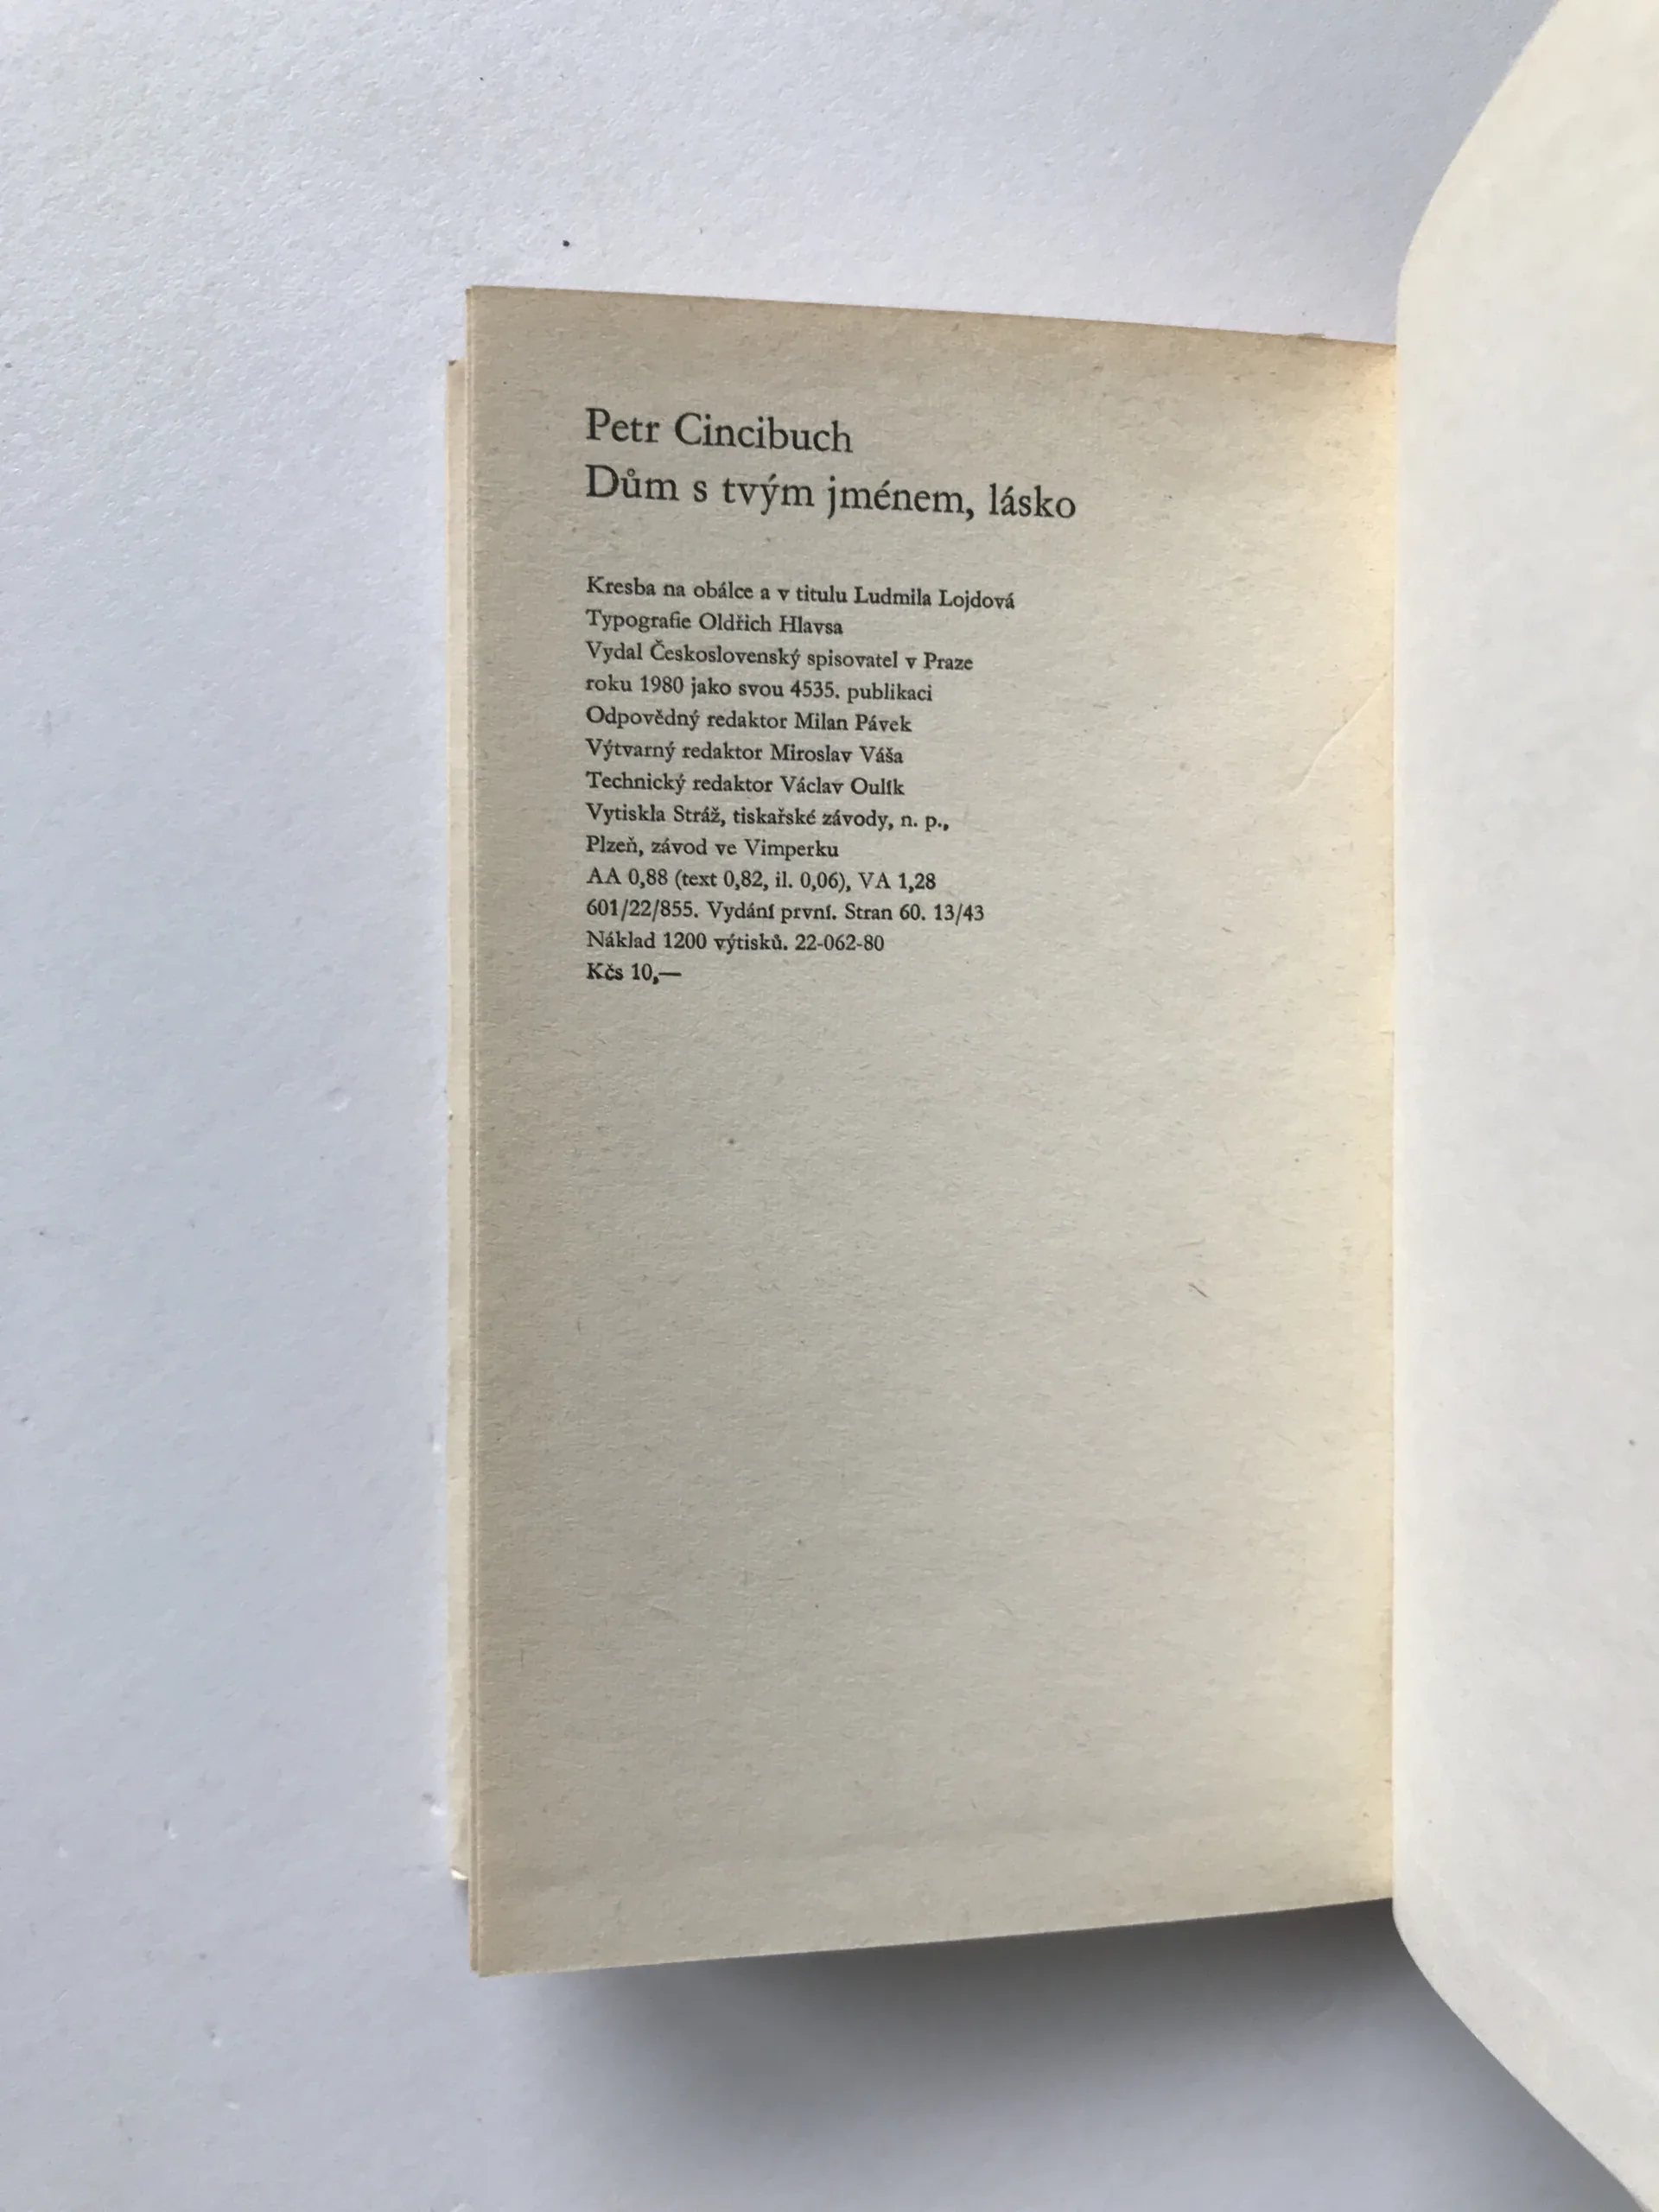 Petr Cincibuch
Dům s tvým jménem, lásko
Kresba na obálce a v titulu Ludmila Lojdová
Typografie Oldřich Hlavsa
Vydal Československý spisovatel v Praze
roku 1980 jako svou 4535. publikaci
Odpovědný redaktor Milan Pávek
Výtvarný redaktor Miroslav Váša
Technický redaktor Václav Oulík
Vytiskla Stráž, tiskařské závody, n. p.,
Plzeň, závod ve Vimperku
AA 0,88 (text 0,82, il. 0,06), VA 1,28
601/22/855. Vydání první. Stran 60. 13/43
Náklad 1200 výtisků. 22-062-80
Kčs 10,—